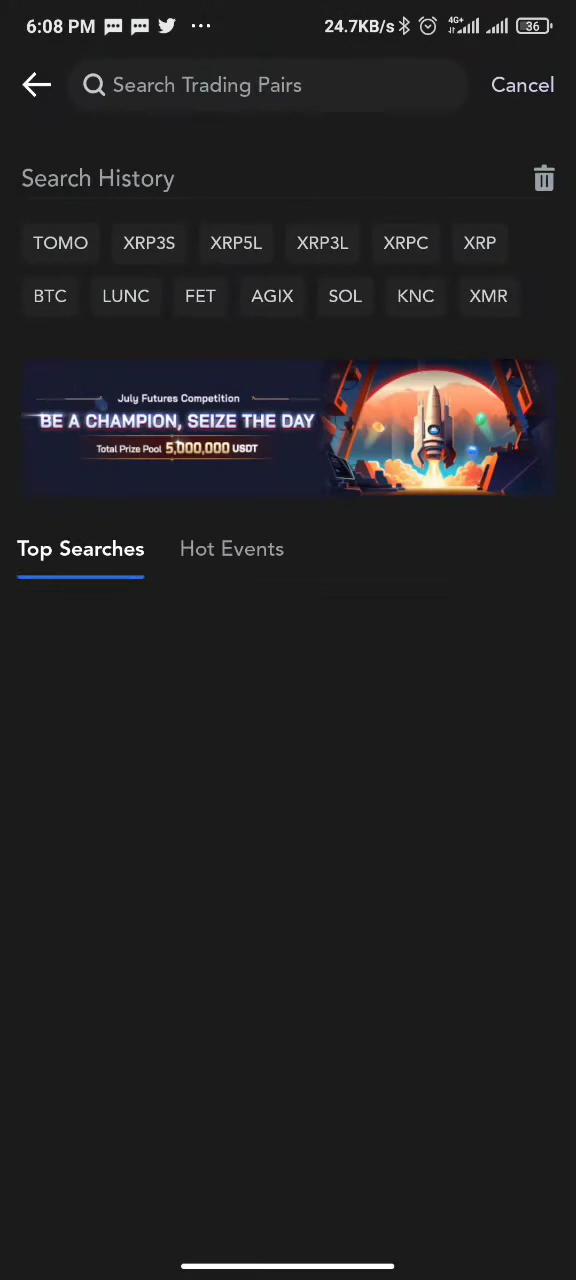 6:08 PM 24.7KB/s 4G+ 36
Search Trading Pairs Cancel
Search History
TOMO XRP3S XRP5L XRP3L XRPC XRP
BTC LUNC FET AGIX SOL KNC XMR
July Futures Competition
BE A CHAMPION, SEIZE THE DAY
Total Prize Pool 5,000,000 USDT
Top Searches Hot Events